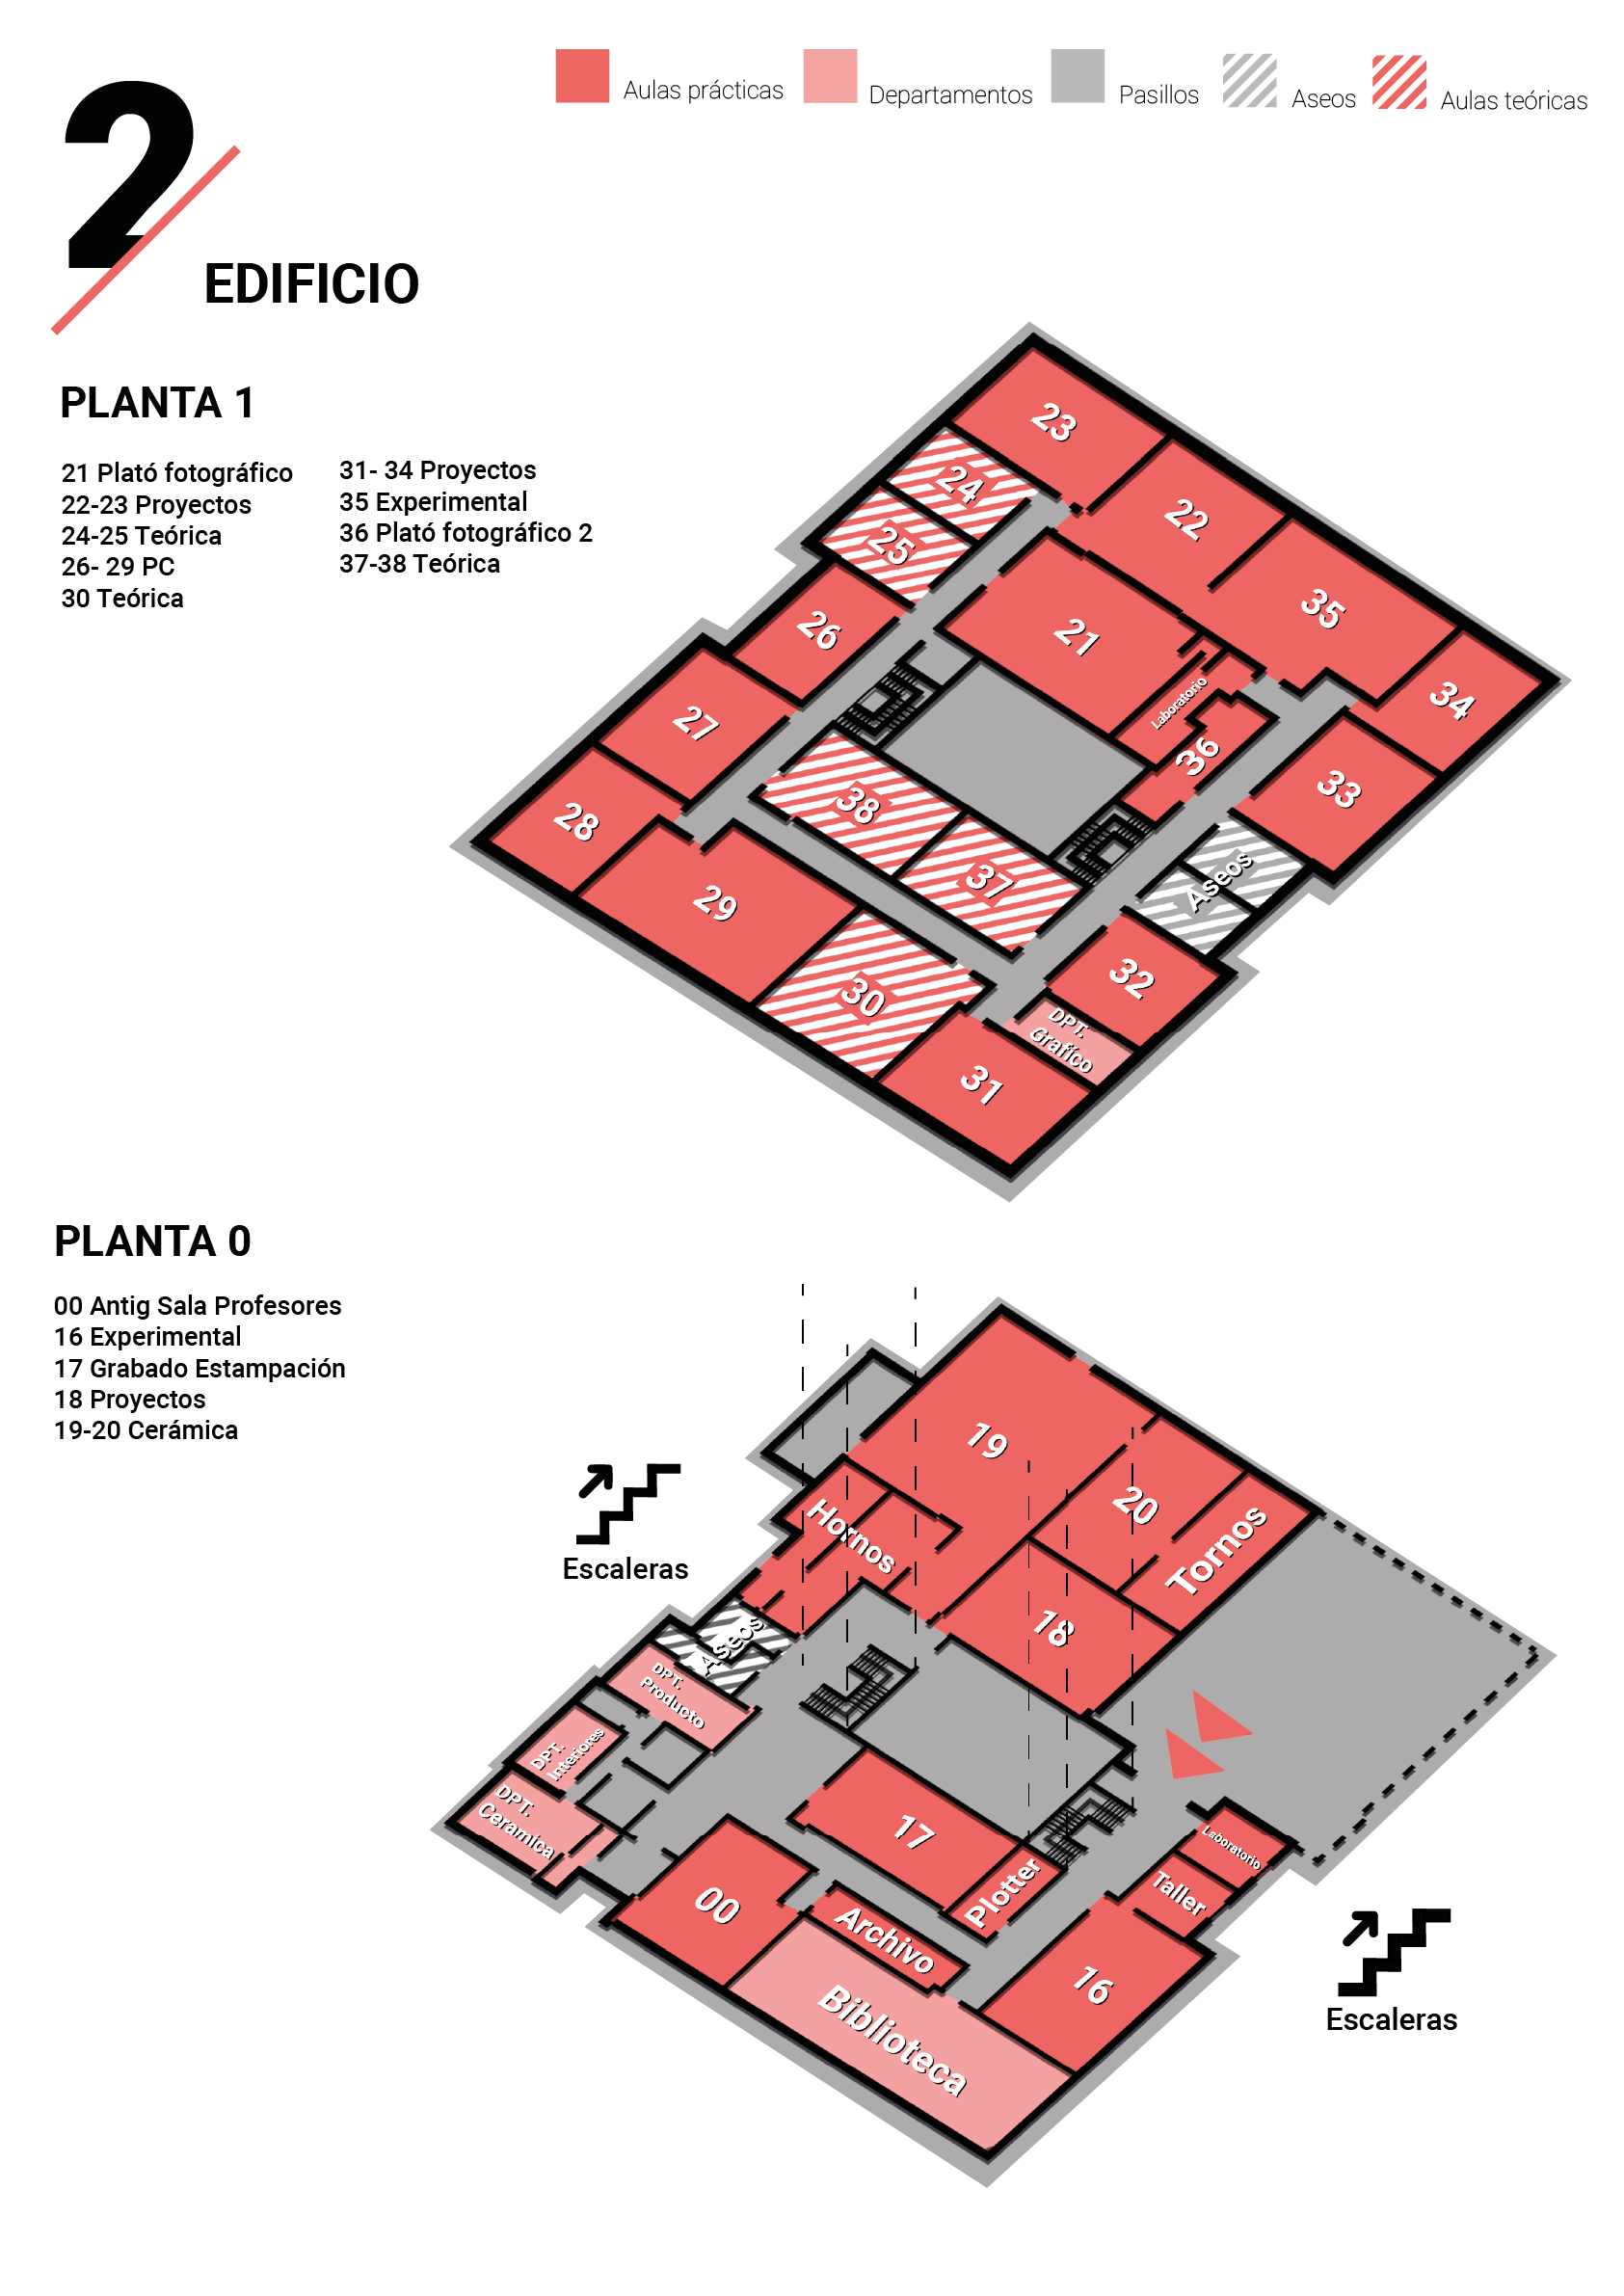 Aulas prácticas
Departamentos
Pasillos
Aseos
Aulas teóricas
2
EDIFICIO
PLANTA 1
21 Plató fotográfico
22-23 Proyectos
24-25 Teórica
26- 29 PC
30 Teórica
31- 34 Proyectos
35 Experimental
36 Plató fotográfico 2
37-38 Teórica
23
24
22
25
35
26
21
34
27
Laboratorio
36
33
38
28
37
Aseos
29
32
30
DPT.
Grafico
31
PLANTA 0
00 Antig Sala Profesores
16 Experimental
17 Grabado Estampación
18 Proyectos
19-20 Cerámica
Escaleras
19
20
Hornos
Tornos
18
Aseos
DPT.
Producto
DPT.
Interiores
DPT.
Ceramica
17
Laboratorio
Plotter
Taller
00
Archivo
16
Biblioteca
Escaleras